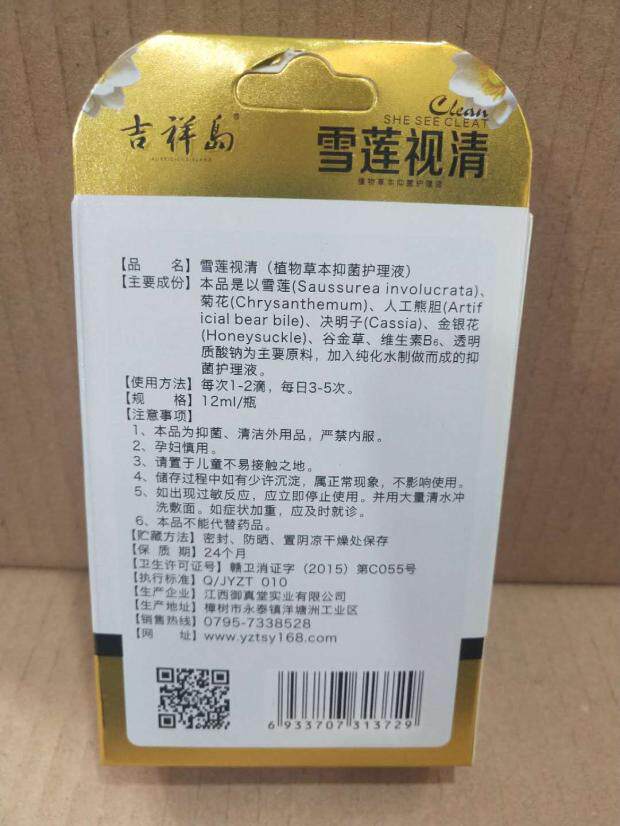 Clean
SHE SEE CLEAT
吉祥岛®
AUSPICIOUS ISLAND
雪莲视清
植物草本抑菌护理液
【品 名】雪莲视清（植物草本抑菌护理液）
【主要成份】本品是以雪莲(Saussurea involucrata)、
菊花(Chrysanthemum)、人工熊胆(Artif
icial bear bile)、决明子(Cassia)、金银花
(Honeysuckle)、谷金草、维生素B₆、透明
质酸钠为主要原料，加入纯化水制做而成的抑
菌护理液。
【使用方法】每次1-2滴，每日3-5次。
【规 格】12ml/瓶
【注意事项】
1、本品为抑菌、清洁外用品，严禁内服。
2、孕妇慎用。
3、请置于儿童不易接触之地。
4、储存过程中如有少许沉淀，属正常现象，不影响使用。
5、如出现过敏反应，应立即停止使用。并用大量清水冲
洗敷面。如症状加重，应及时就诊。
6、本品不能代替药品。
【贮藏方法】密封、防晒、置阴凉干燥处保存
【保 质 期】24个月
【卫生许可证号】赣卫消证字（2015）第C055号
【执行标准】Q/JYZT 010
【生产企业】江西御真堂实业有限公司
【生产地址】樟树市永泰镇洋塘洲工业区
【销售热线】0795-7338528
【网 址】www.yztsy168.com
6 933707 313729